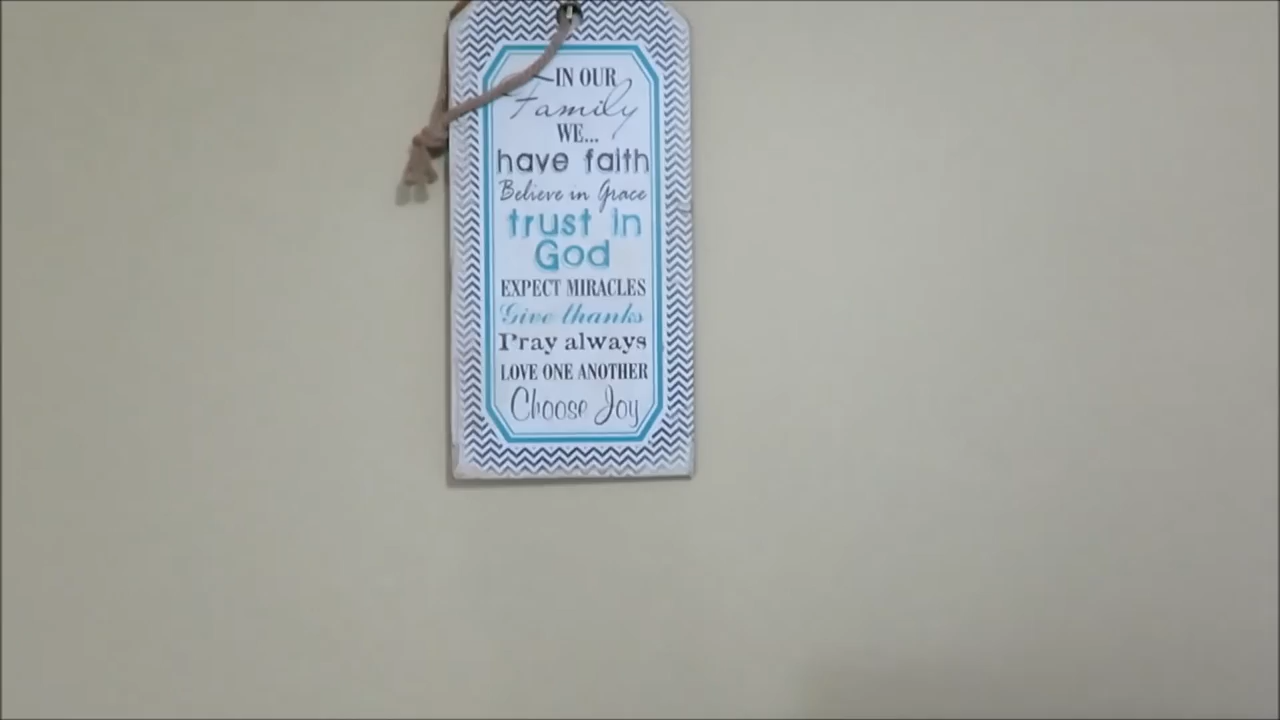 IN OUR
Family
WE...
have faith
Believe in Grace
trust in
God
EXPECT MIRACLES
Give thanks
Pray always
LOVE ONE ANOTHER
Choose Joy